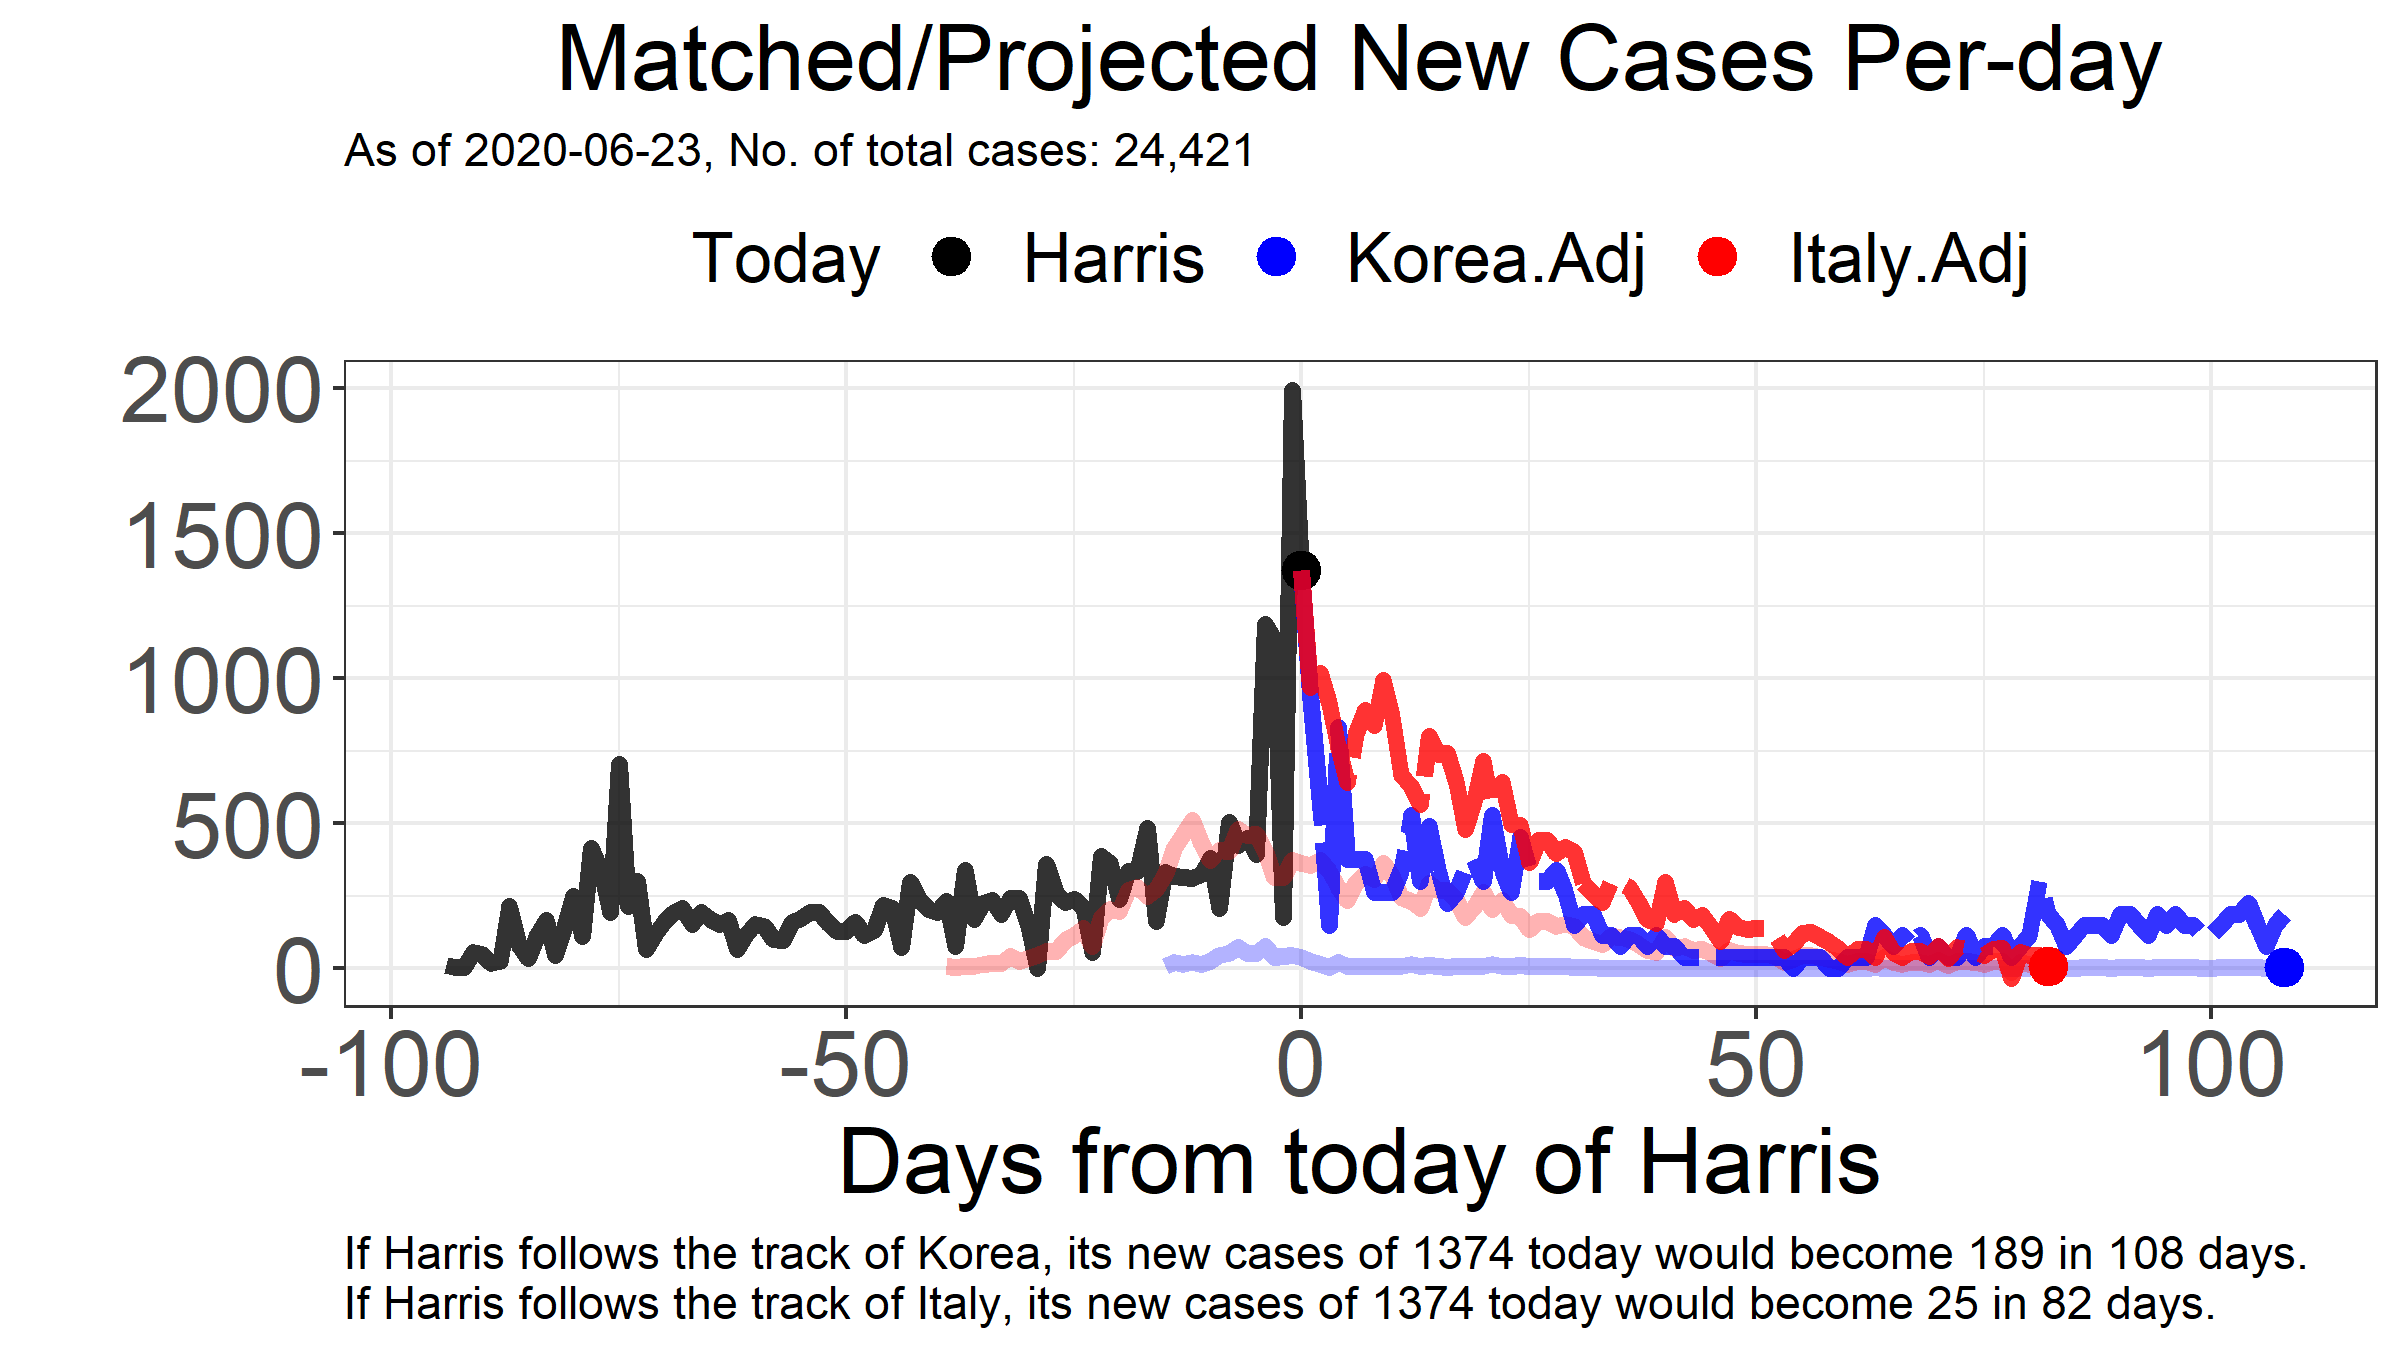 Matched/Projected New Cases Per-day
As of 2020-06-23, No. of total cases: 24,421
Today Harris Korea.Adj Italy.Adj
2000
1500
1000
500
0
-100 -50 0 50 100
Days from today of Harris
If Harris follows the track of Korea, its new cases of 1374 today would become 189 in 108 days.
If Harris follows the track of Italy, its new cases of 1374 today would become 25 in 82 days.